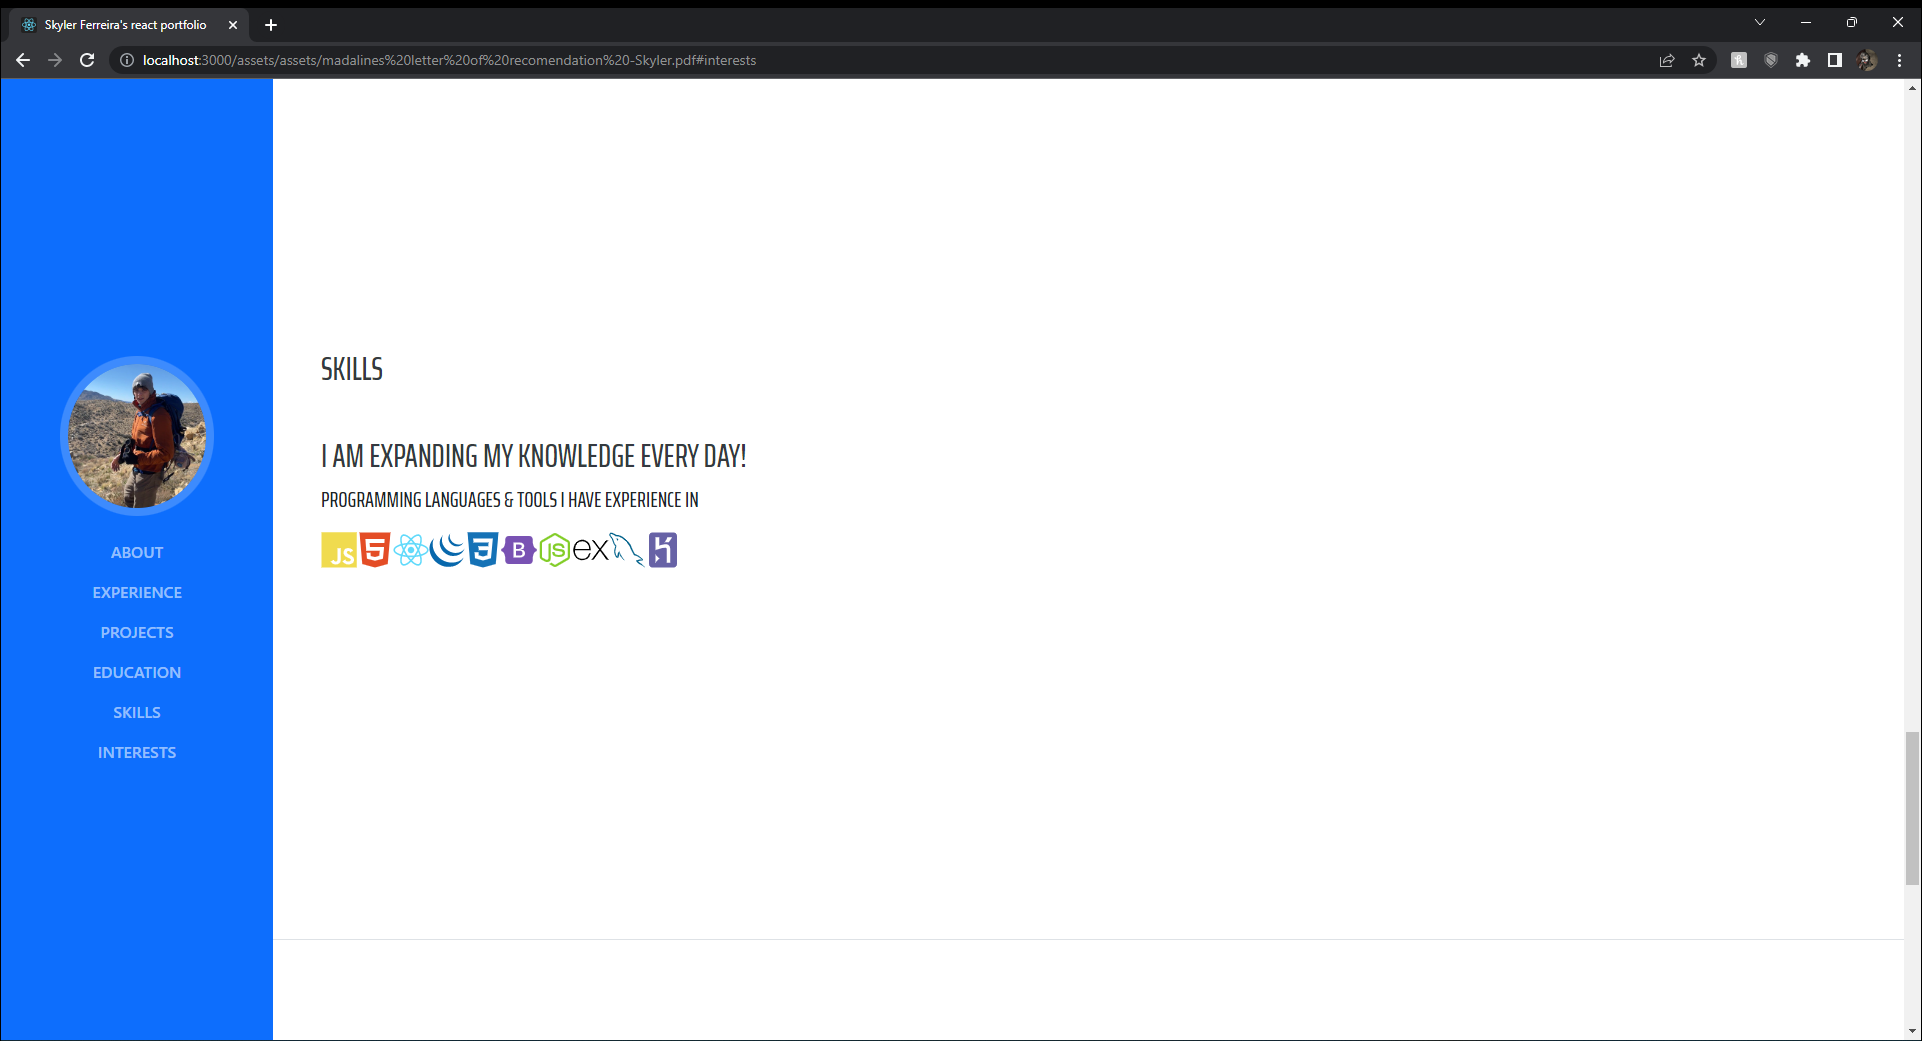 Skyler Ferreira's react portfolio
localhost:3000/assets/assets/madalines%20letter%20of%20recomendation%20-Skyler.pdf#interests
ABOUT
EXPERIENCE
PROJECTS
EDUCATION
SKILLS
INTERESTS
SKILLS
I AM EXPANDING MY KNOWLEDGE EVERY DAY!
PROGRAMMING LANGUAGES & TOOLS I HAVE EXPERIENCE IN
JS 5 3 B JS ex